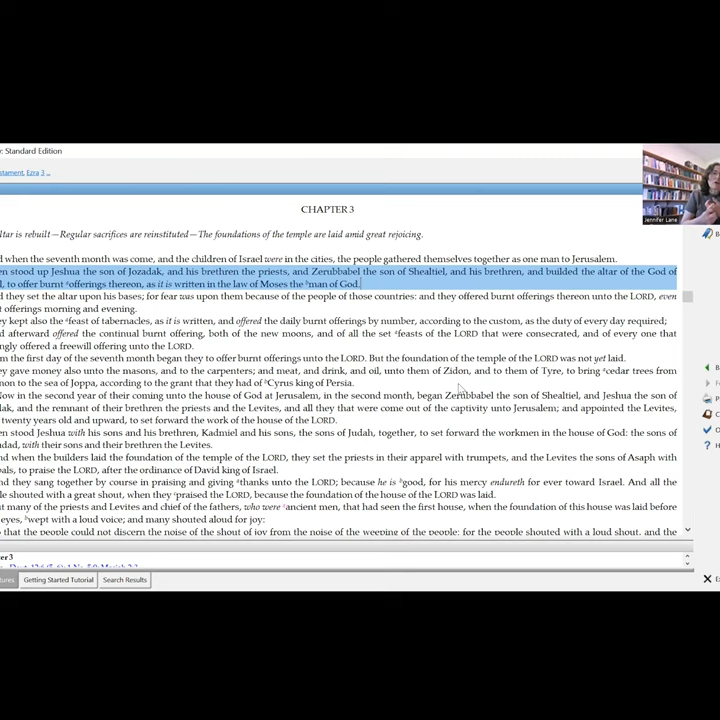 : Standard Edition
stament, Ezra 3 ..
CHAPTER 3
ltar is rebuilt—Regular sacrifices are reinstituted—The foundations of the temple are laid amid great rejoicing.
d when the seventh month was come, and the children of Israel were in the cities, the people gathered themselves together as one man to Jerusalem.
en stood up Jeshua the son of Jozadak, and his brethren the priests, and Zerubbabel the son of Shealtiel, and his brethren, and builded the altar of the God of
l, to offer burnt offerings thereon, as it is written in the law of Moses the man of God.
d they set the altar upon his bases; for fear was upon them because of the people of those countries: and they offered burnt offerings thereon unto the LORD, even
t offerings morning and evening.
ey kept also the feast of tabernacles, as it is written, and offered the daily burnt offerings by number, according to the custom, as the duty of every day required;
d afterward offered the continual burnt offering, both of the new moons, and of all the set feasts of the LORD that were consecrated, and of every one that
ngly offered a freewill offering unto the LORD.
m the first day of the seventh month began they to offer burnt offerings unto the LORD. But the foundation of the temple of the LORD was not yet laid.
ey gave money also unto the masons, and to the carpenters; and meat, and drink, and oil, unto them of Zidon, and to them of Tyre, to bring cedar trees from
non to the sea of Joppa, according to the grant that they had of Cyrus king of Persia.
Now in the second year of their coming unto the house of God at Jerusalem, in the second month, began Zerubbabel the son of Shealtiel, and Jeshua the son of
dak, and the remnant of their brethren the priests and the Levites, and all they that were come out of the captivity unto Jerusalem; and appointed the Levites,
twenty years old and upward, to set forward the work of the house of the LORD.
en stood Jeshua with his sons and his brethren, Kadmiel and his sons, the sons of Judah, together, to set forward the workmen in the house of God: the sons of
dad, with their sons and their brethren the Levites.
nd when the builders laid the foundation of the temple of the LORD, they set the priests in their apparel with trumpets, and the Levites the sons of Asaph with
bals, to praise the LORD, after the ordinance of David king of Israel.
nd they sang together by course in praising and giving thanks unto the LORD; because he is good, for his mercy endureth for ever toward Israel. And all the
le shouted with a great shout, when they praised the LORD, because the foundation of the house of the LORD was laid.
t many of the priests and Levites and chief of the fathers, who were ancient men, that had seen the first house, when the foundation of this house was laid before
eyes, wept with a loud voice; and many shouted aloud for joy:
that the people could not discern the noise of the shout of joy from the noise of the weeping of the people: for the people shouted with a loud shout, and the
er 3
tures
Getting Started Tutorial
Search Results
Jennifer Lane